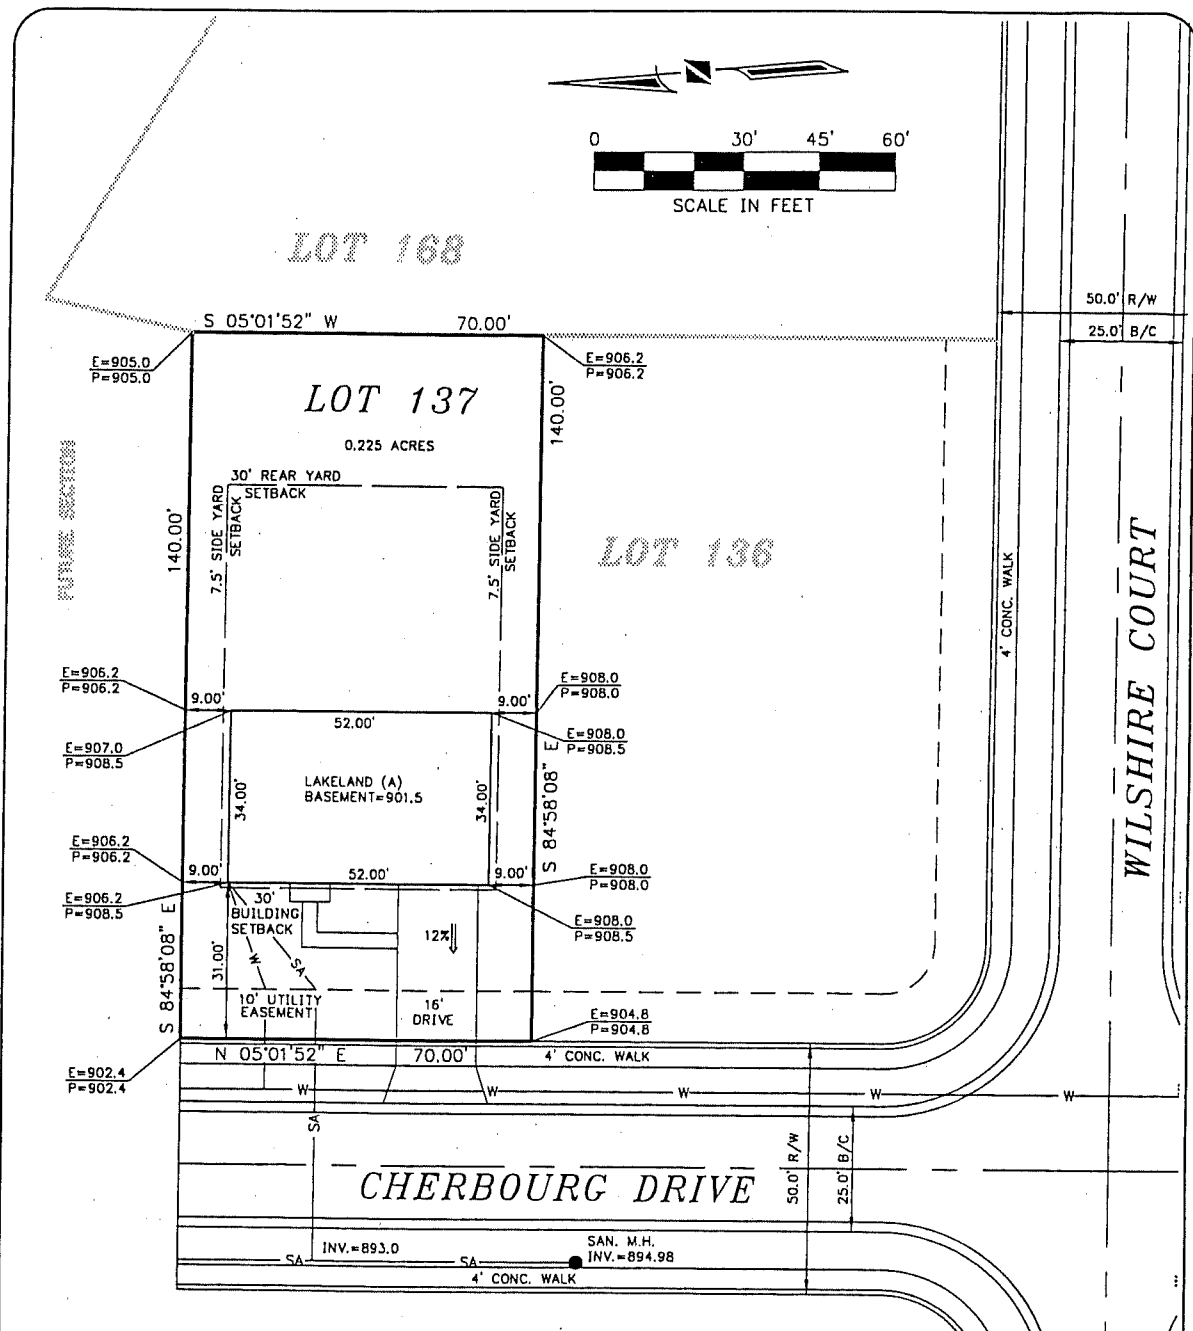 0 30' 45' 60'
SCALE IN FEET
LOT 168
50.0' R/W
25.0' B/C
S 05°01'52" W 70.00'
E=905.0
P=905.0
E=906.2
P=906.2
LOT 137
0.225 ACRES
140.00'
140.00'
FUTURE SECTION
30' REAR YARD
SETBACK
7.5' SIDE YARD
SETBACK
7.5' SIDE YARD
SETBACK
LOT 136
4' CONC. WALK
WILSHIRE COURT
E=906.2
P=906.2
9.00'
52.00'
9.00'
E=908.0
P=908.0
E=907.0
P=908.5
E=908.0
P=908.5
LAKELAND (A)
BASEMENT=901.5
34.00'
34.00'
S 84°58'08" E
E=906.2
P=906.2
9.00'
52.00'
9.00'
E=908.0
P=908.0
E=906.2
P=908.5
E=908.0
P=908.5
30'
BUILDING
SETBACK
12%
31.00'
W
SA
S 84°58'08" E
10' UTILITY
EASEMENT
16'
DRIVE
E=904.8
P=904.8
N 05°01'52" E 70.00'
4' CONC. WALK
E=902.4
P=902.4
W W W W W
SA
50.0' R/W
25.0' B/C
CHERBOURG DRIVE
INV.=893.0
SAN. M.H.
INV.=894.98
SA SA
4' CONC. WALK